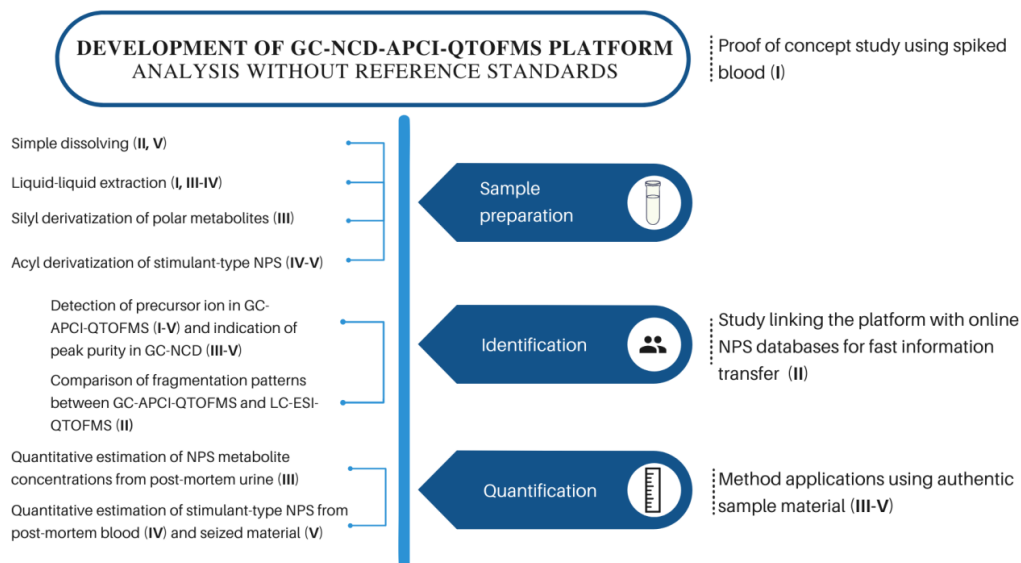 DEVELOPMENT OF GC-NCD-APCI-QTOFMS PLATFORM
ANALYSIS WITHOUT REFERENCE STANDARDS
Proof of concept study using spiked
blood (I)
Simple dissolving (II, V)
Liquid-liquid extraction (I, III-IV)
Silyl derivatization of polar metabolites (III)
Acyl derivatization of stimulant-type NPS (IV-V)
Sample
preparation
Detection of precursor ion in GC-
APCI-QTOFMS (I-V) and indication of
peak purity in GC-NCD (III-V)
Comparison of fragmentation patterns
between GC-APCI-QTOFMS and LC-ESI-
QTOFMS (II)
Identification
Study linking the platform with online
NPS databases for fast information
transfer (II)
Quantitative estimation of NPS metabolite
concentrations from post-mortem urine (III)
Quantitative estimation of stimulant-type NPS from
post-mortem blood (IV) and seized material (V)
Quantification
Method applications using authentic
sample material (III-V)